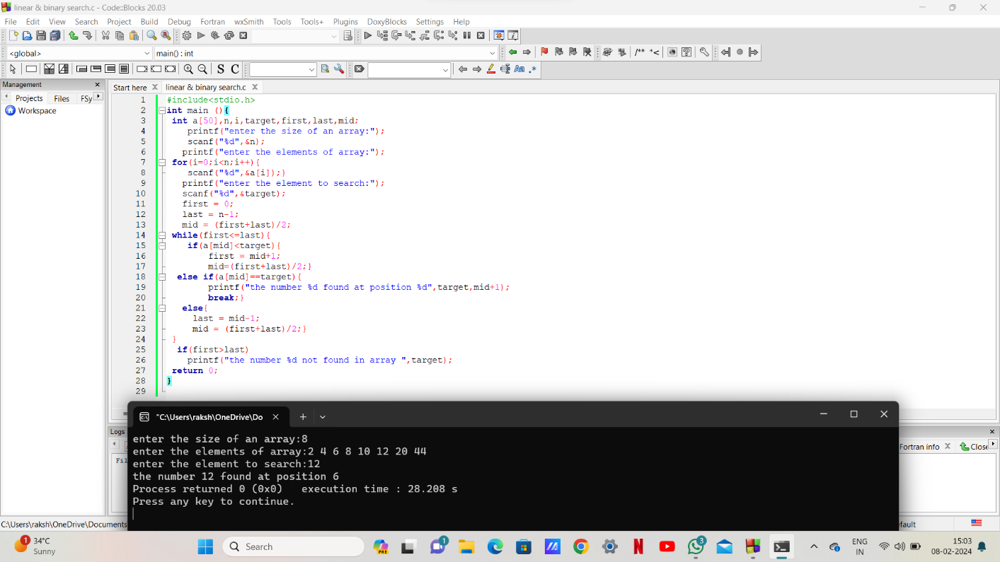 linear & binary search.c - Code::Blocks 20.03
File Edit View Search Project Build Debug Fortran wxSmith Tools Tools+ Plugins DoxyBlocks Settings Help
<global> main() : int /** *<
S C Aa .*
Management
Projects Files FSy
Workspace
Start here linear & binary search.c
1 #include<stdio.h>
2 int main (){
3 int a[50],n,i,target,first,last,mid;
4 printf("enter the size of an array:");
5 scanf("%d",&n);
6 printf("enter the elements of array:");
7 for(i=0;i<n;i++){
8 scanf("%d",&a[i]);}
9 printf("enter the element to search:");
10 scanf("%d",&target);
11 first = 0;
12 last = n-1;
13 mid = (first+last)/2;
14 while(first<=last){
15 if(a[mid]<target){
16 first = mid+1;
17 mid=(first+last)/2;}
18 else if(a[mid]==target){
19 printf("the number %d found at position %d",target,mid+1);
20 break;}
21 else{
22 last = mid-1;
23 mid = (first+last)/2;}
24 }
25 if(first>last)
26 printf("the number %d not found in array ",target);
27 return 0;
28 }
29
"C:\Users\raksh\OneDrive\Do
Logs
Fortran info Close
Fil
enter the size of an array:8
enter the elements of array:2 4 6 8 10 12 20 44
enter the element to search:12
the number 12 found at position 6
Process returned 0 (0x0) execution time : 28.208 s
Press any key to continue.
C:\Users\raksh\OneDrive\Documents
efault
1
34°C
Sunny
Search
PRE
1
3
ENG
IN
15:03
08-02-2024